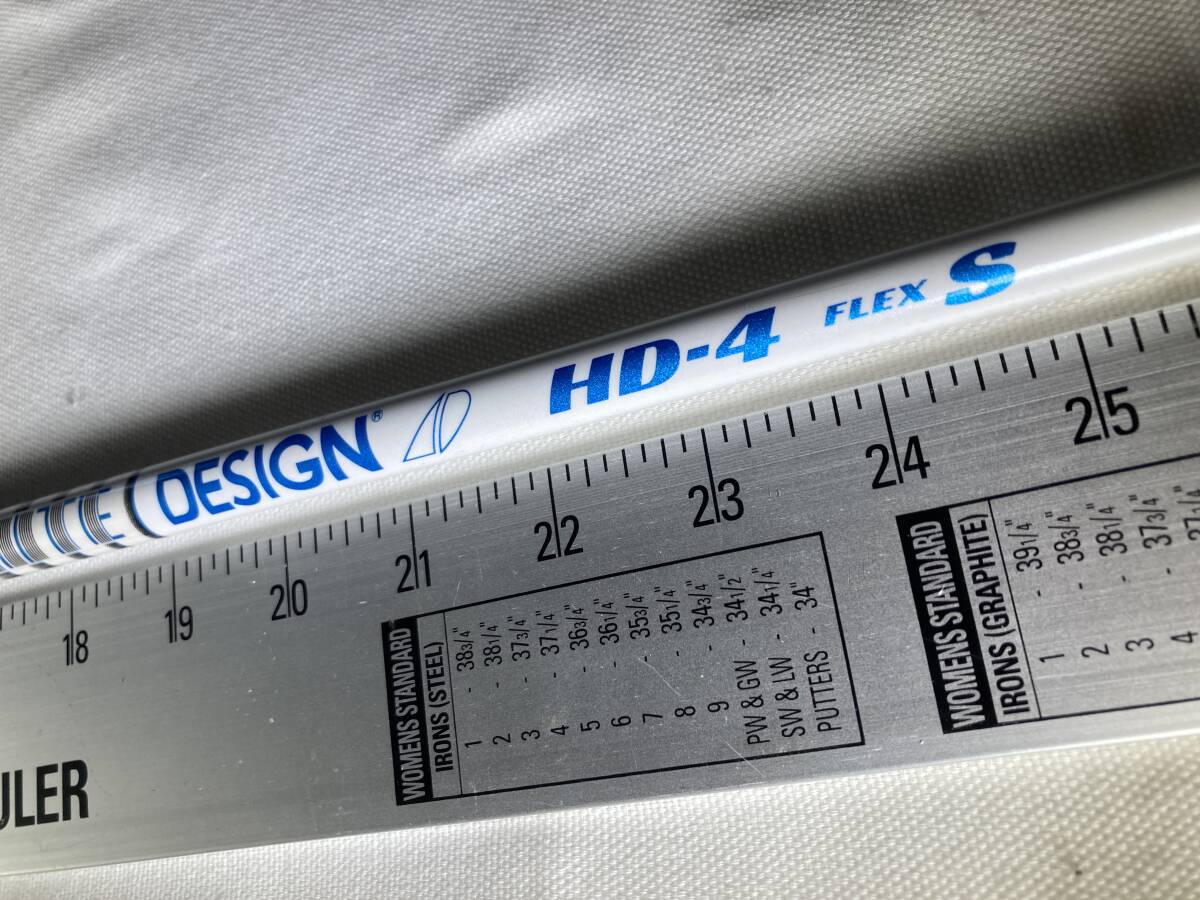 ITE DESIGN® HD-4 FLEX S
18 19 20 21 22 23 24 25
WOMENS STANDARD
IRONS (STEEL)
1 - 38 3/4"
2 - 38 1/4"
3 - 37 3/4"
4 - 37 1/4"
5 - 36 3/4"
6 - 36 1/4"
7 - 35 3/4"
8 - 35 1/4"
9 - 34 3/4"
PW & GW - 34 1/2"
SW & LW - 34 1/4"
PUTTERS - 34"
WOMENS STANDARD
IRONS (GRAPHITE)
1 - 39 1/4"
2 - 38 3/4"
3 - 38 1/4"
4 - 37 3/4"
ULER